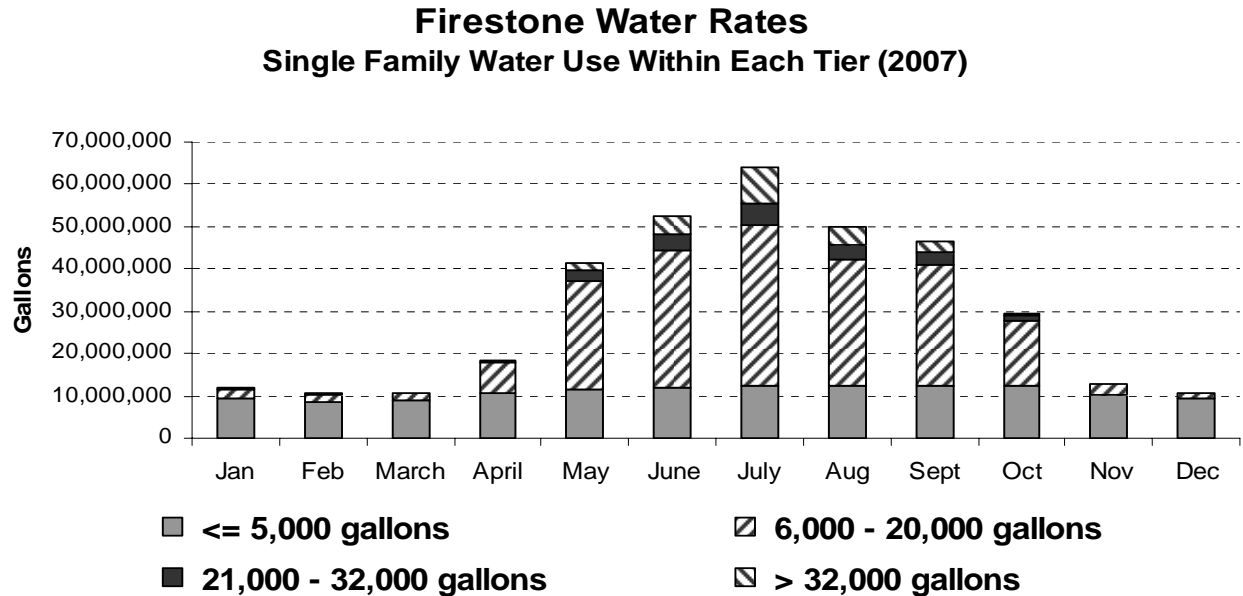 Firestone Water Rates
Single Family Water Use Within Each Tier (2007)
70,000,000
60,000,000
50,000,000
40,000,000
30,000,000
20,000,000
10,000,000
0
Gallons
Jan Feb March April May June July Aug Sept Oct Nov Dec
<= 5,000 gallons 6,000 - 20,000 gallons
21,000 - 32,000 gallons > 32,000 gallons